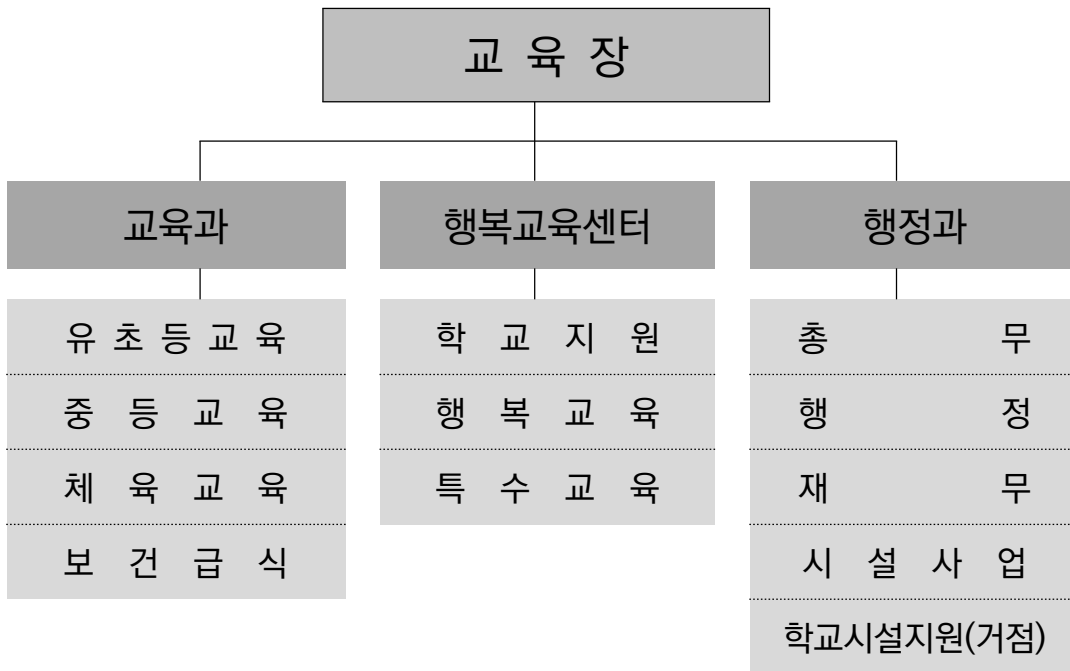 교 육 장
교육과
행복교육센터
행정과
유 초 등 교 육
중 등 교 육
체 육 교 육
보 건 급 식
학 교 지 원
행 복 교 육
특 수 교 육
총 무
행 정
재 무
시 설 사 업
학교시설지원(거점)